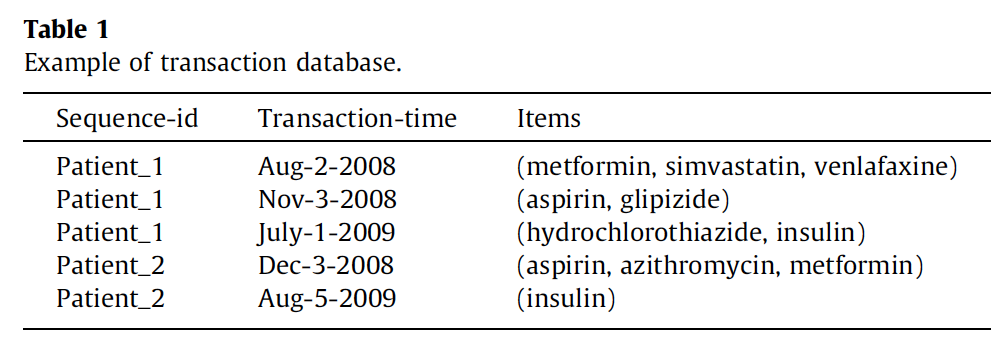 Table 1
Example of transaction database.
Sequence-id Transaction-time Items
Patient_1 Aug-2-2008 (metformin, simvastatin, venlafaxine)
Patient_1 Nov-3-2008 (aspirin, glipizide)
Patient_1 July-1-2009 (hydrochlorothiazide, insulin)
Patient_2 Dec-3-2008 (aspirin, azithromycin, metformin)
Patient_2 Aug-5-2009 (insulin)